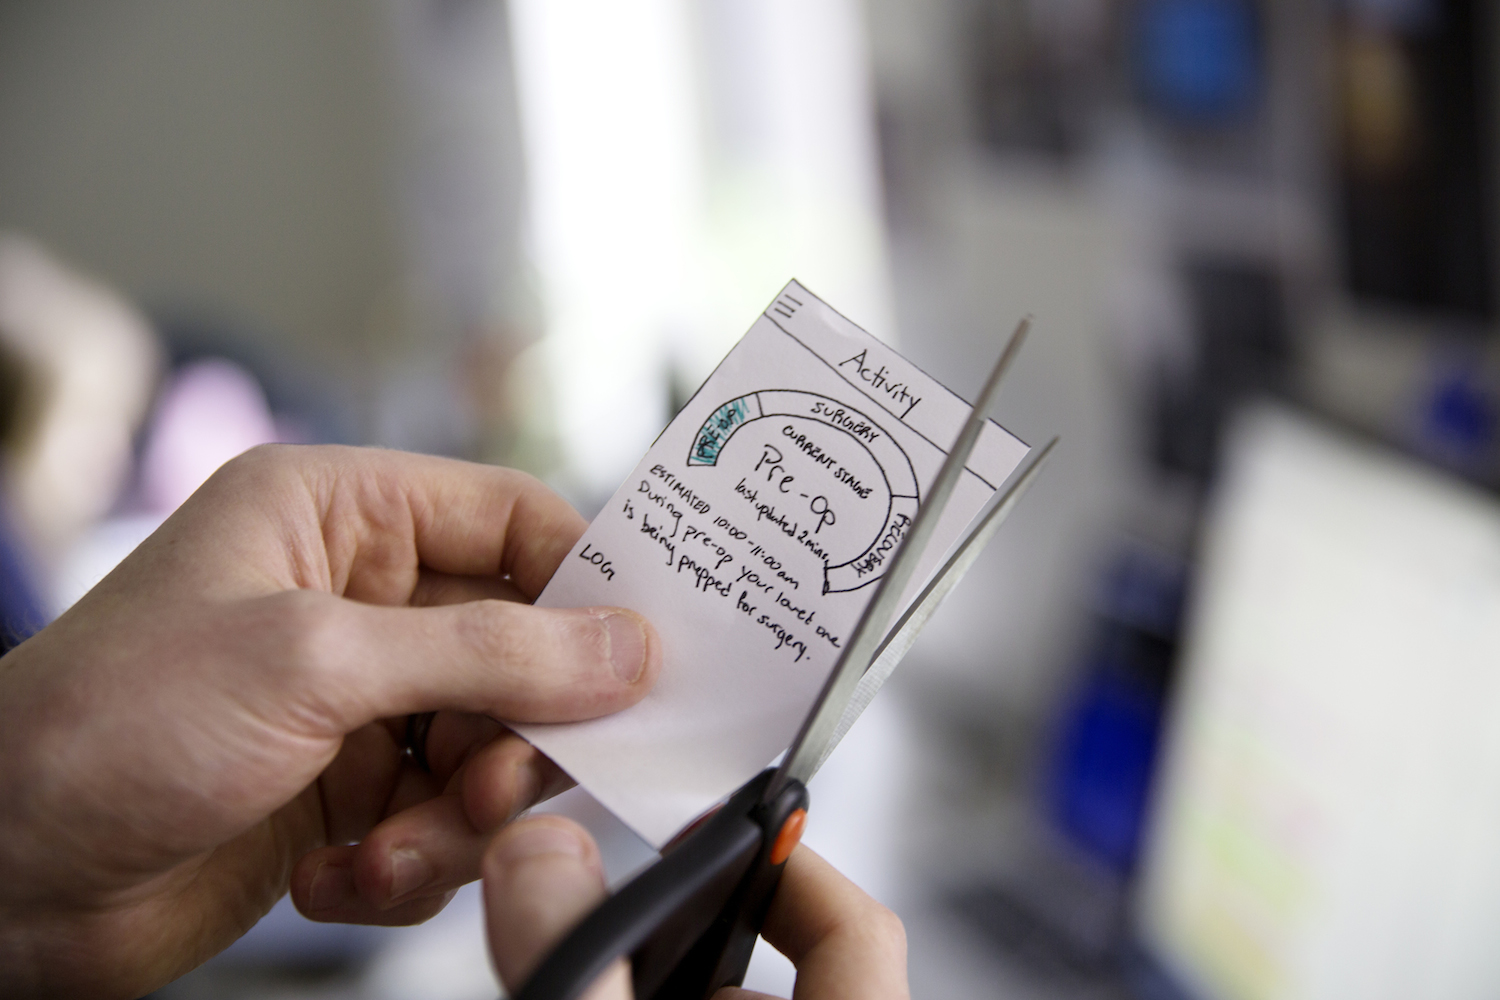 Activity
PRE-OP
SURGERY
RECOVERY
CURRENT STAGE
Pre-Op
last updated 2 mins
ESTIMATED 10:00-11:00am
During pre-op your loved one
is being prepped for surgery.
LOG